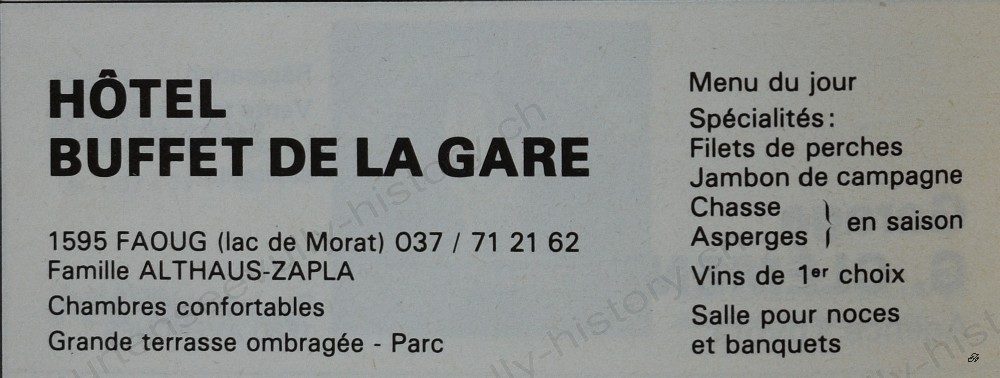 HÔTEL
BUFFET DE LA GARE
1595 FAOUG (lac de Morat) 037 / 71 21 62
Famille ALTHAUS-ZAPLA
Chambres confortables
Grande terrasse ombragée - Parc
Menu du jour
Spécialités:
Filets de perches
Jambon de campagne
Chasse
Asperges } en saison
Vins de 1er choix
Salle pour noces
et banquets